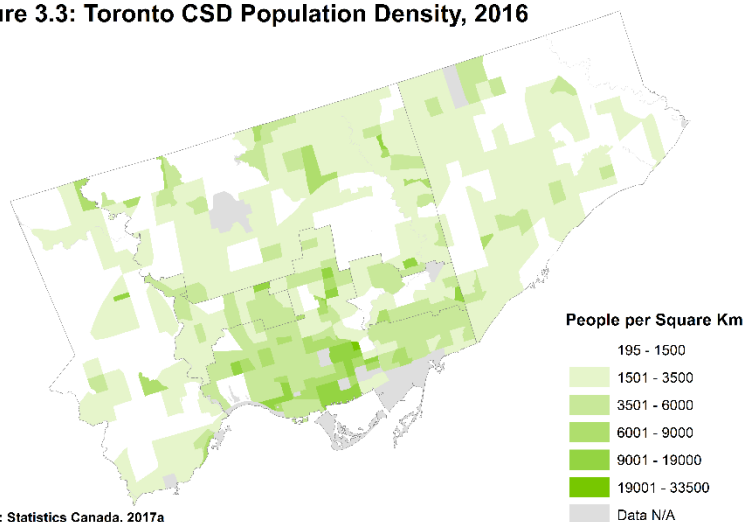 ure 3.3: Toronto CSD Population Density, 2016
People per Square Km
195 - 1500
1501 - 3500
3501 - 6000
6001 - 9000
9001 - 19000
19001 - 33500
Data N/A
: Statistics Canada, 2017a